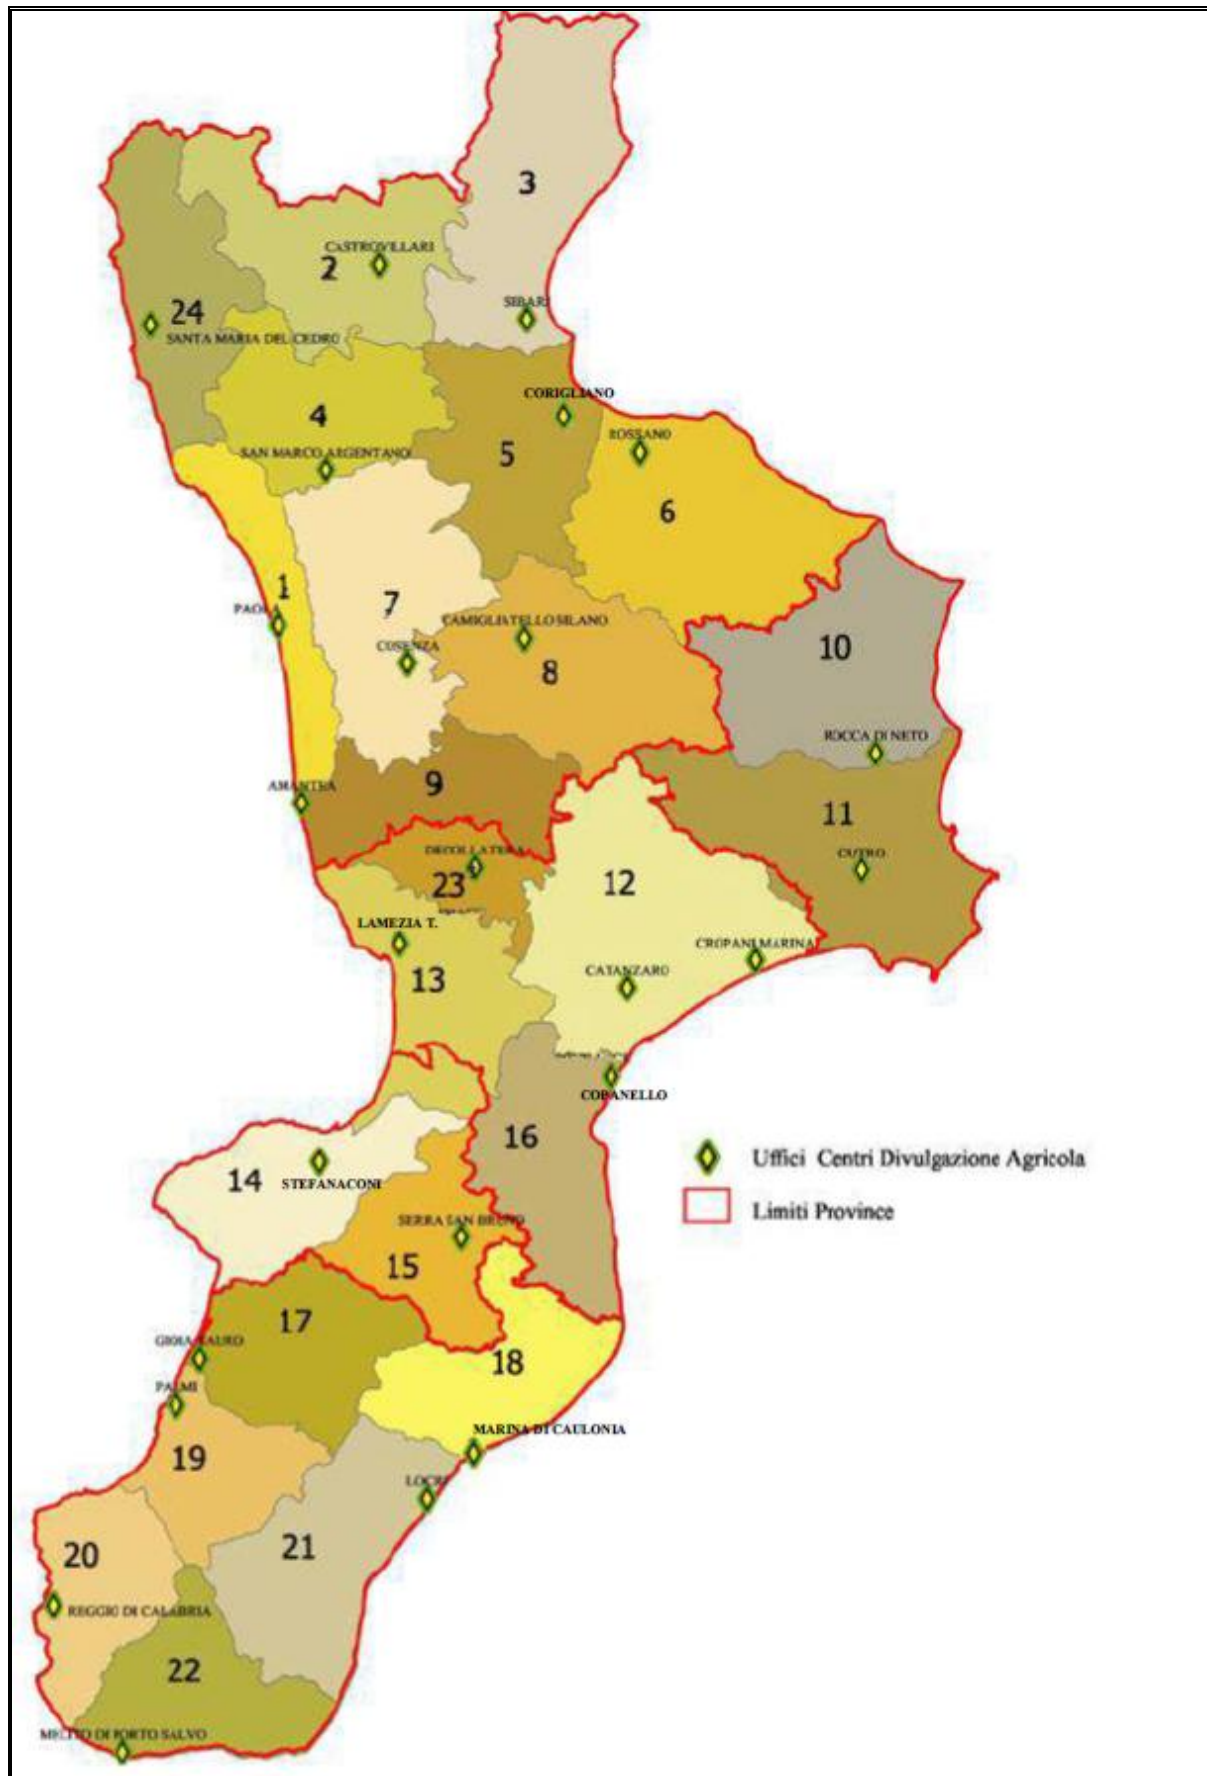 3
CASTROVILLARI
2
24
SIBARI
SANTA MARIA DEL CEDRO
CORIGLIANO
4
ROSSANO
SAN MARCO ARGENTANO
5
6
1
7
PAOLA
CAMIGLIATELLO SILANO
COSENZA
10
8
ROCCA DI NETO
9
AMANTEA
11
DECOLLATURA
CUTRO
23
12
LAMEZIA T.
CROPANI MARINA
CATANZARO
13
COPANELLO
16
14
STEFANACONI
Uffici Centri Divulgazione Agricola
Limiti Province
SERRA SAN BRUNO
15
17
GIOIA TAURO
18
PALMI
MARINA DI CAULONIA
19
LOCRI
21
20
REGGIO DI CALABRIA
22
MELITO DI PORTO SALVO